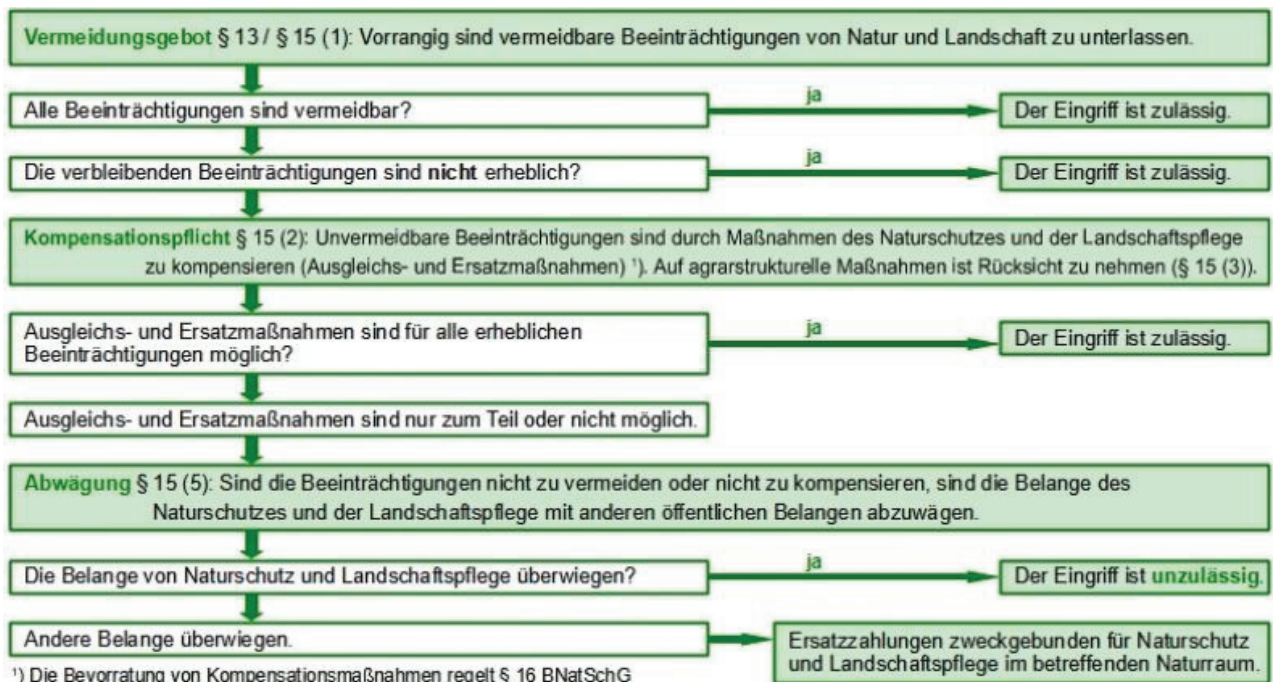 Vermeidungsgebot § 13 / § 15 (1): Vorrangig sind vermeidbare Beeinträchtigungen von Natur und Landschaft zu unterlassen.
Alle Beeinträchtigungen sind vermeidbar?
ja
Der Eingriff ist zulässig.
Die verbleibenden Beeinträchtigungen sind nicht erheblich?
ja
Der Eingriff ist zulässig.
Kompensationspflicht § 15 (2): Unvermeidbare Beeinträchtigungen sind durch Maßnahmen des Naturschutzes und der Landschaftspflege
zu kompensieren (Ausgleichs- und Ersatzmaßnahmen) ¹). Auf agrarstrukturelle Maßnahmen ist Rücksicht zu nehmen (§ 15 (3)).
Ausgleichs- und Ersatzmaßnahmen sind für alle erheblichen
Beeinträchtigungen möglich?
ja
Der Eingriff ist zulässig.
Ausgleichs- und Ersatzmaßnahmen sind nur zum Teil oder nicht möglich.
Abwägung § 15 (5): Sind die Beeinträchtigungen nicht zu vermeiden oder nicht zu kompensieren, sind die Belange des
Naturschutzes und der Landschaftspflege mit anderen öffentlichen Belangen abzuwägen.
Die Belange von Naturschutz und Landschaftspflege überwiegen?
ja
Der Eingriff ist unzulässig.
Andere Belange überwiegen.
Ersatzzahlungen zweckgebunden für Naturschutz
und Landschaftspflege im betreffenden Naturraum.
¹) Die Bevorratung von Kompensationsmaßnahmen regelt § 16 BNatSchG